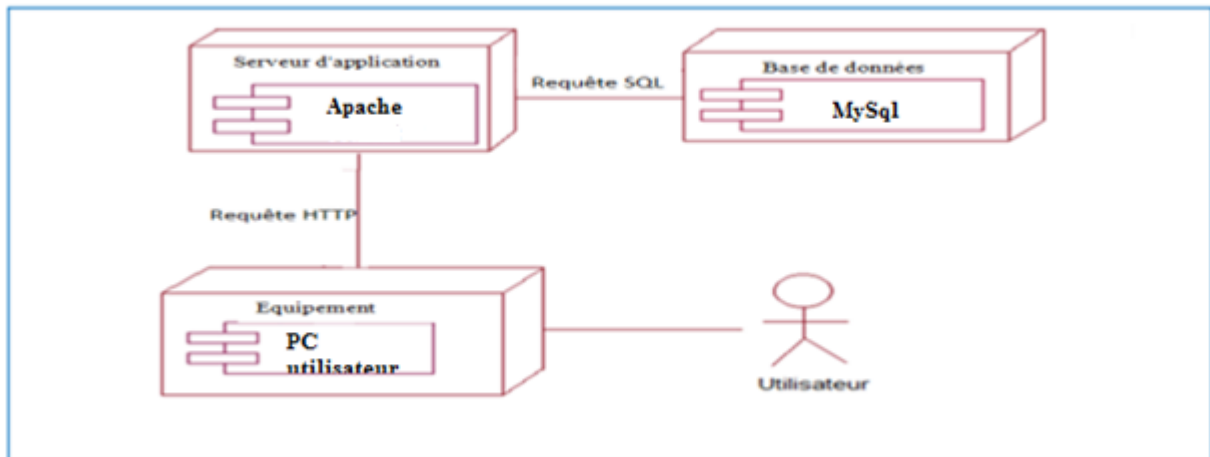 Serveur d'application
Apache
Requête SQL
Base de données
MySql
Requête HTTP
Equipement
PC
utilisateur
Utilisateur